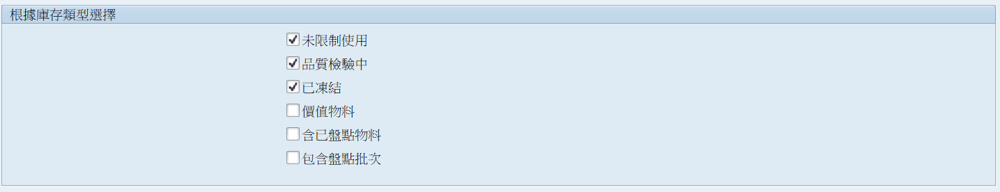 根據庫存類型選擇
未限制使用
品質檢驗中
已凍結
價值物料
含已盤點物料
包含盤點批次